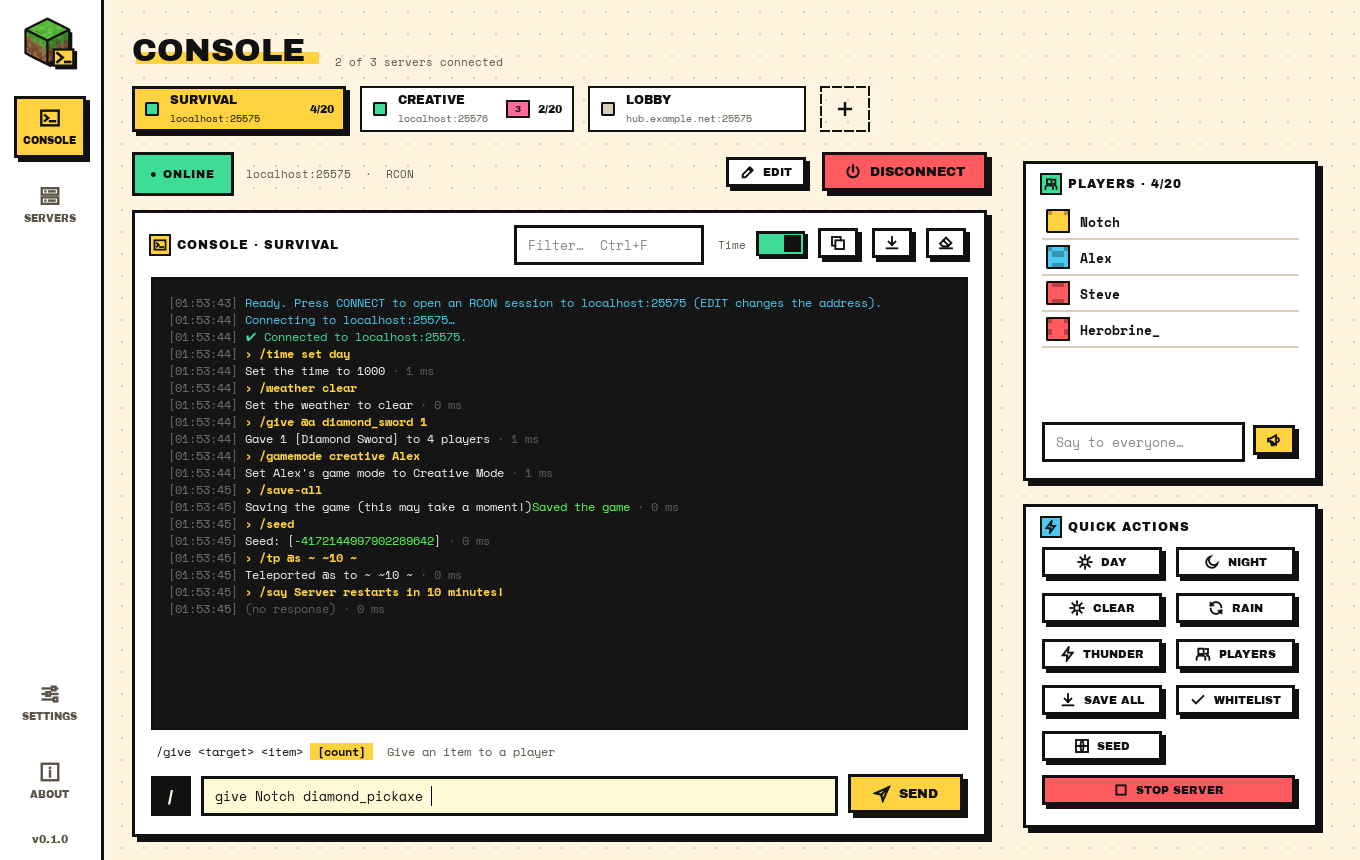 CONSOLE
SERVERS
SETTINGS
ABOUT
v0.1.0
CONSOLE
2 of 3 servers connected
SURVIVAL
localhost:25575
4/20
CREATIVE
localhost:25576
3
2/20
LOBBY
hub.example.net:25575
+
• ONLINE
localhost:25575 · RCON
EDIT
DISCONNECT
CONSOLE · SURVIVAL
Filter… Ctrl+F
Time
[01:53:43] Ready. Press CONNECT to open an RCON session to localhost:25575 (EDIT changes the address).
[01:53:44] Connecting to localhost:25575…
[01:53:44] ✔ Connected to localhost:25575.
[01:53:44] › /time set day
[01:53:44] Set the time to 1000 · 1 ms
[01:53:44] › /weather clear
[01:53:44] Set the weather to clear · 0 ms
[01:53:44] › /give @a diamond_sword 1
[01:53:44] Gave 1 [Diamond Sword] to 4 players · 1 ms
[01:53:44] › /gamemode creative Alex
[01:53:44] Set Alex's game mode to Creative Mode · 1 ms
[01:53:45] › /save-all
[01:53:45] Saving the game (this may take a moment!)Saved the game · 0 ms
[01:53:45] › /seed
[01:53:45] Seed: [-4172144997902289642] · 0 ms
[01:53:45] › /tp @s ~ ~10 ~
[01:53:45] Teleported @s to ~ ~10 ~ · 0 ms
[01:53:45] › /say Server restarts in 10 minutes!
[01:53:45] (no response) · 0 ms
/give <target> <item> [count] Give an item to a player
/
give Notch diamond_pickaxe
SEND
PLAYERS · 4/20
Notch
Alex
Steve
Herobrine_
Say to everyone…
QUICK ACTIONS
DAY
NIGHT
CLEAR
RAIN
THUNDER
PLAYERS
SAVE ALL
WHITELIST
SEED
STOP SERVER